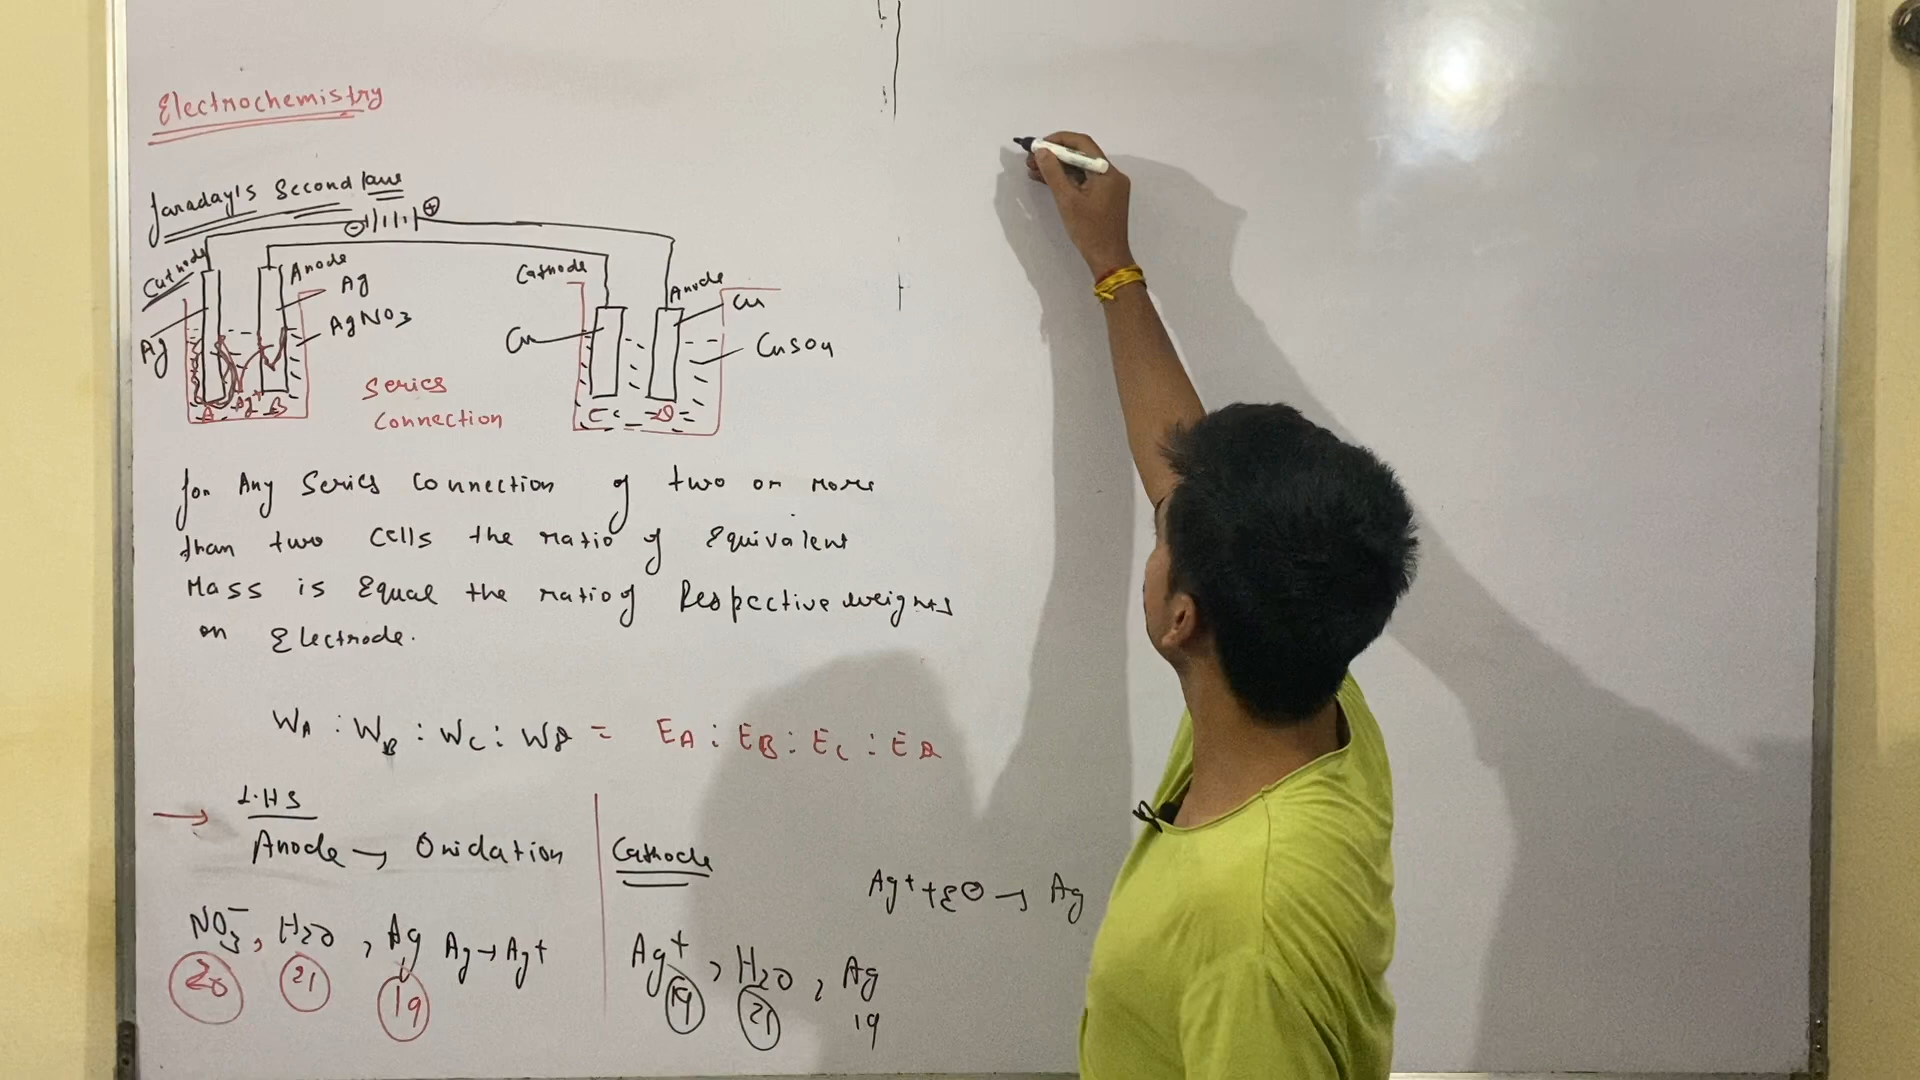 Electrochemistry
Faraday's Second law
⊖ ⊕
Cathode Anode Ag
Ag
AgNO3
A Ag+ B
Series
Connection
Cathode Anode Cu
Cu
CuSO4
C D
for Any Series Connection of two or more
than two cells the ratio of Equivalent
Mass is Equal the ratio of Respective weights
on Electrode.
WA : WB : WC : WD = EA : EB : EC : ED
→ L.H.S
Anode → Oxidation
NO3⁻, H2O, Ag Ag → Ag+
20 21 19
Cathode
Ag+ + e⊖ → Ag
Ag+, H2O, Ag
19 21 19